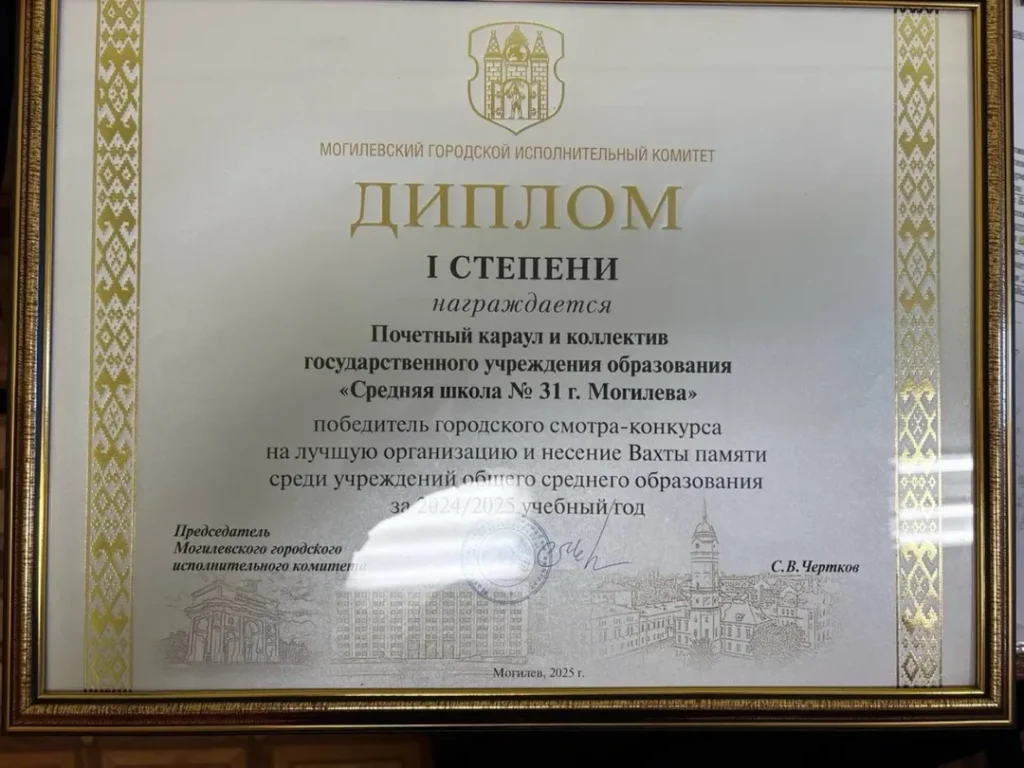 МОГИЛЕВСКИЙ ГОРОДСКОЙ ИСПОЛНИТЕЛЬНЫЙ КОМИТЕТ
ДИПЛОМ
I СТЕПЕНИ
награждается
Почетный караул и коллектив
государственного учреждения образования
«Средняя школа № 31 г. Могилева»
победитель городского смотра-конкурса
на лучшую организацию и несение Вахты памяти
среди учреждений общего среднего образования
за 2024/2025 учебный год
Председатель
Могилевского городского
исполнительного комитета
С.В.Чертков
Могилев, 2025 г.